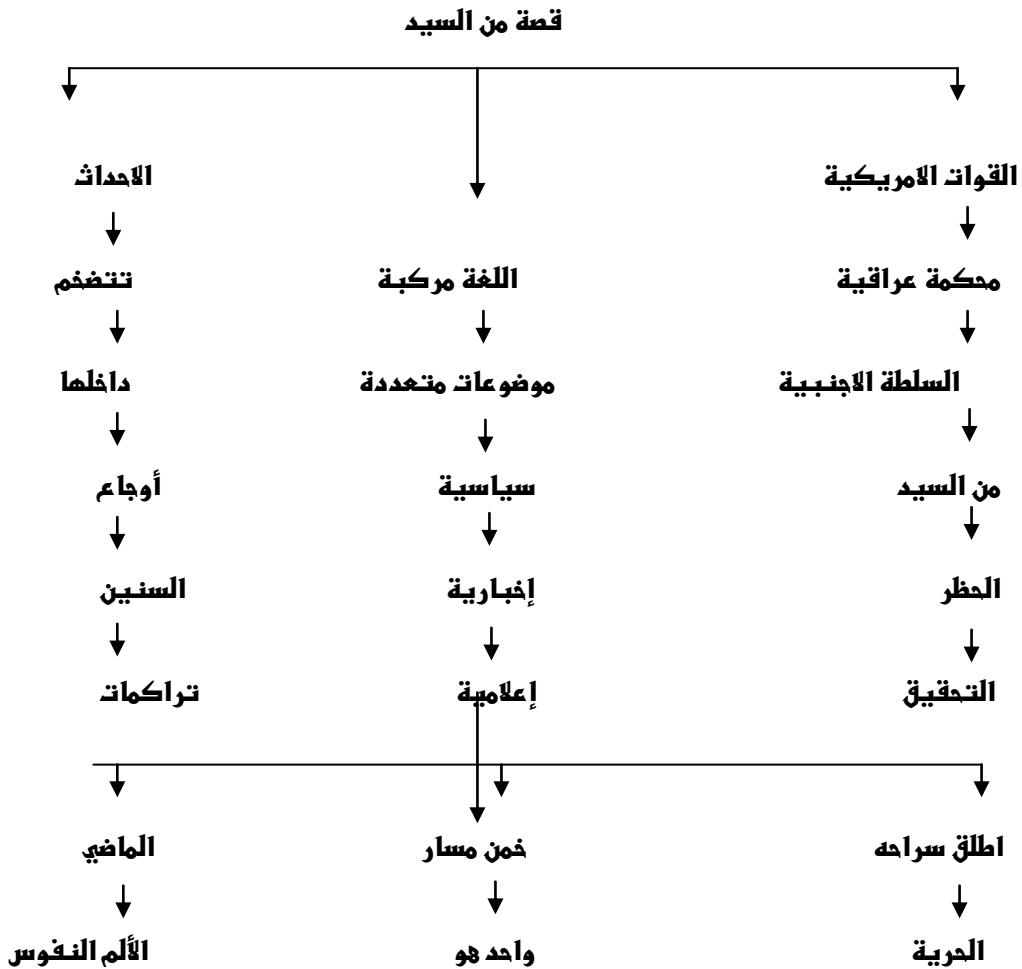 قصة من السيد
القوات الامريكية
الاحداث
محكمة عراقية
اللغة مركبة
تتضخم
السلطة الاجنبية
موضوعات متعددة
داخلها
من السيد
سياسية
أوجاع
الحظر
إخبارية
السنين
التحقيق
إعلامية
تراكمات
اطلق سراحه
خمن مسار
الماضي
الحرية
واحد هو
الألم النفوس